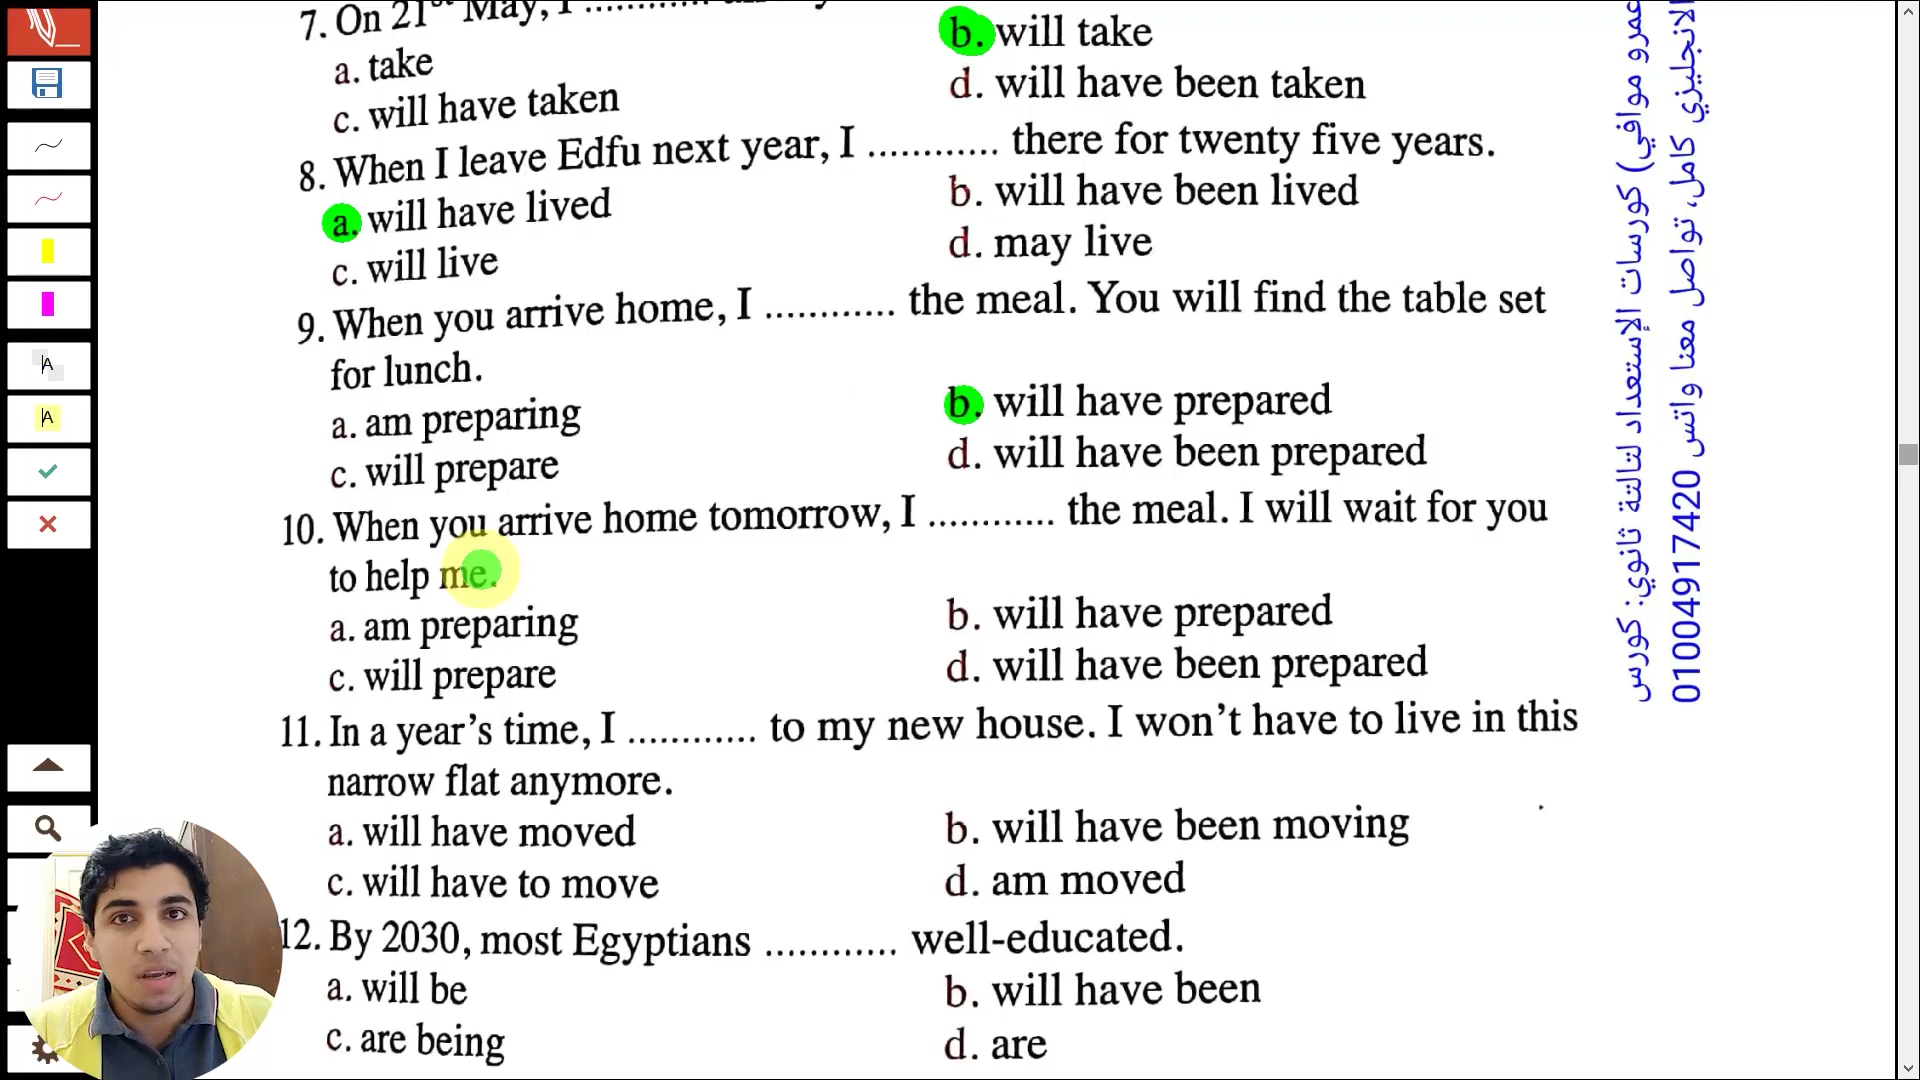 7. On 21st May, I ............
a. take
b. will take
c. will have taken
d. will have been taken
8. When I leave Edfu next year, I ............ there for twenty five years.
a. will have lived
b. will have been lived
c. will live
d. may live
9. When you arrive home, I ............ the meal. You will find the table set
for lunch.
a. am preparing
b. will have prepared
c. will prepare
d. will have been prepared
10. When you arrive home tomorrow, I ............ the meal. I will wait for you
to help me.
a. am preparing
b. will have prepared
c. will prepare
d. will have been prepared
11. In a year's time, I ............ to my new house. I won't have to live in this
narrow flat anymore.
a. will have moved
b. will have been moving
c. will have to move
d. am moved
12. By 2030, most Egyptians ............ well-educated.
a. will be
b. will have been
c. are being
d. are
عمرو موافي) كورسات الإستعداد لتالتة ثانوي: كورس
الانجليزي كامل، تواصل معنا واتس 01004917420
A
A